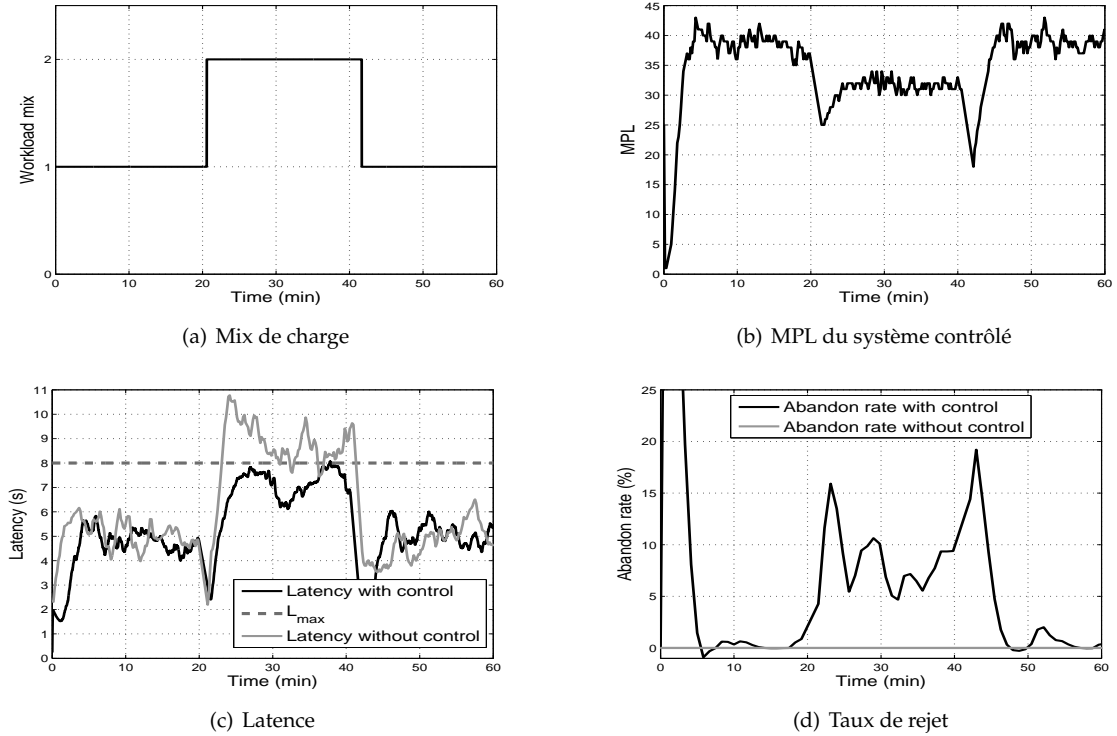 2
1
0
Workload mix
0 10 20 30 40 50 60
Time (min)
(a) Mix de charge
45
40
35
30
25
20
15
10
5
0
MPL
0 10 20 30 40 50 60
Time (min)
(b) MPL du système contrôlé
11
10
9
8
7
6
5
4
3
2
1
0
Latency (s)
Latency with control
Lmax
Latency without control
0 10 20 30 40 50 60
Time (min)
(c) Latence
25
20
15
10
5
0
Abandon rate (%)
Abandon rate with control
Abandon rate without control
0 10 20 30 40 50 60
Time (min)
(d) Taux de rejet